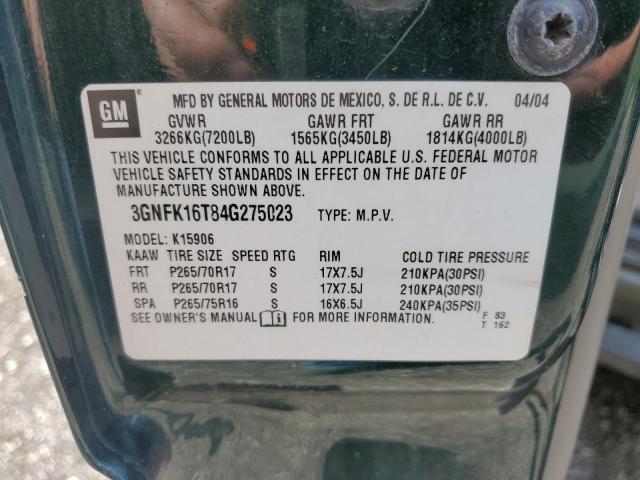 GM ® MFD BY GENERAL MOTORS DE MEXICO, S. DE R.L. DE C.V. 04/04
GVWR GAWR FRT GAWR RR
3266KG(7200LB) 1565KG(3450LB) 1814KG(4000LB)
THIS VEHICLE CONFORMS TO ALL APPLICABLE U.S. FEDERAL MOTOR
VEHICLE SAFETY STANDARDS IN EFFECT ON THE DATE OF
MANUFACTURE SHOWN ABOVE.
3GNFK16T84G275023 TYPE: M.P.V.
MODEL: K15906
KAAW TIRE SIZE SPEED RTG RIM COLD TIRE PRESSURE
FRT P265/70R17 S 17X7.5J 210KPA(30PSI)
RR P265/70R17 S 17X7.5J 210KPA(30PSI)
SPA P265/75R16 S 16X6.5J 240KPA(35PSI)
SEE OWNER'S MANUAL FOR MORE INFORMATION. F 83
T 162